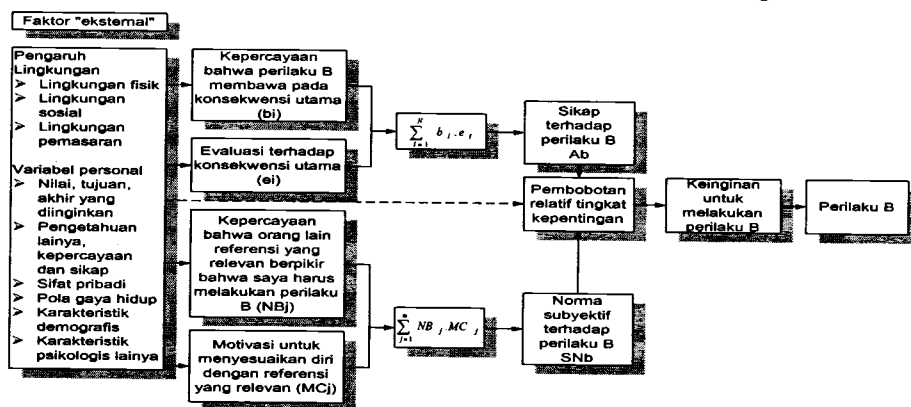 Faktor "eksternal"
Pengaruh
Lingkungan
➤ Lingkungan fisik
➤ Lingkungan
sosial
➤ Lingkungan
pemasaran
Variabel personal
➤ Nilai, tujuan,
akhir yang
diinginkan
➤ Pengetahuan
lainya,
kepercayaan
dan sikap
➤ Sifat pribadi
➤ Pola gaya hidup
➤ Karakteristik
demografis
➤ Karakteristik
psikologis lainya
Kepercayaan
bahwa perilaku B
membawa pada
konsekwensi utama
(bi)
Evaluasi terhadap
konsekwensi utama
(ei)
Kepercayaan
bahwa orang lain
referensi yang
relevan berpikir
bahwa saya harus
melakukan perilaku
B (NBj)
Motivasi untuk
menyesuaikan diri
dengan referensi
yang relevan (MCj)
N
∑ b i . e i
i=1
n
∑ NB j . MC j
j=1
Sikap
terhadap
perilaku B
Ab
Pembobotan
relatif tingkat
kepentingan
Norma
subyektif
terhadap
perilaku B
SNb
Keinginan
untuk
melakukan
perilaku B
Perilaku B